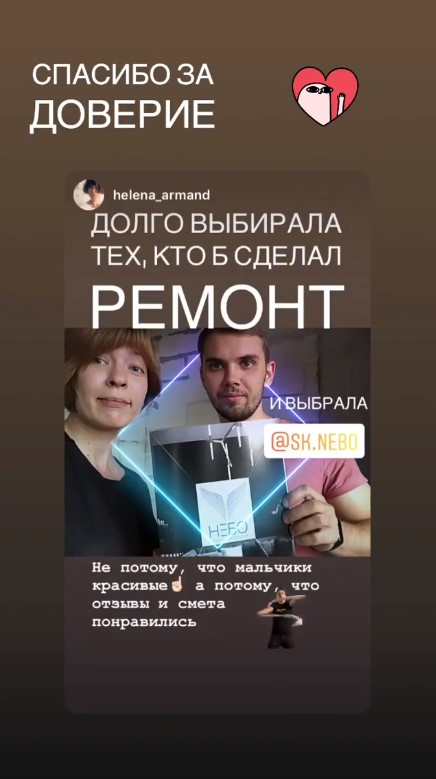 СПАСИБО ЗА
ДОВЕРИЕ
helena_armand
ДОЛГО ВЫБИРАЛА
ТЕХ, КТО Б СДЕЛАЛ
РЕМОНТ
И ВЫБРАЛА
@SK.NEBO
НЕБО
Не потому, что мальчики
красивые☝🏻 а потому, что
отзывы и смета
понравились